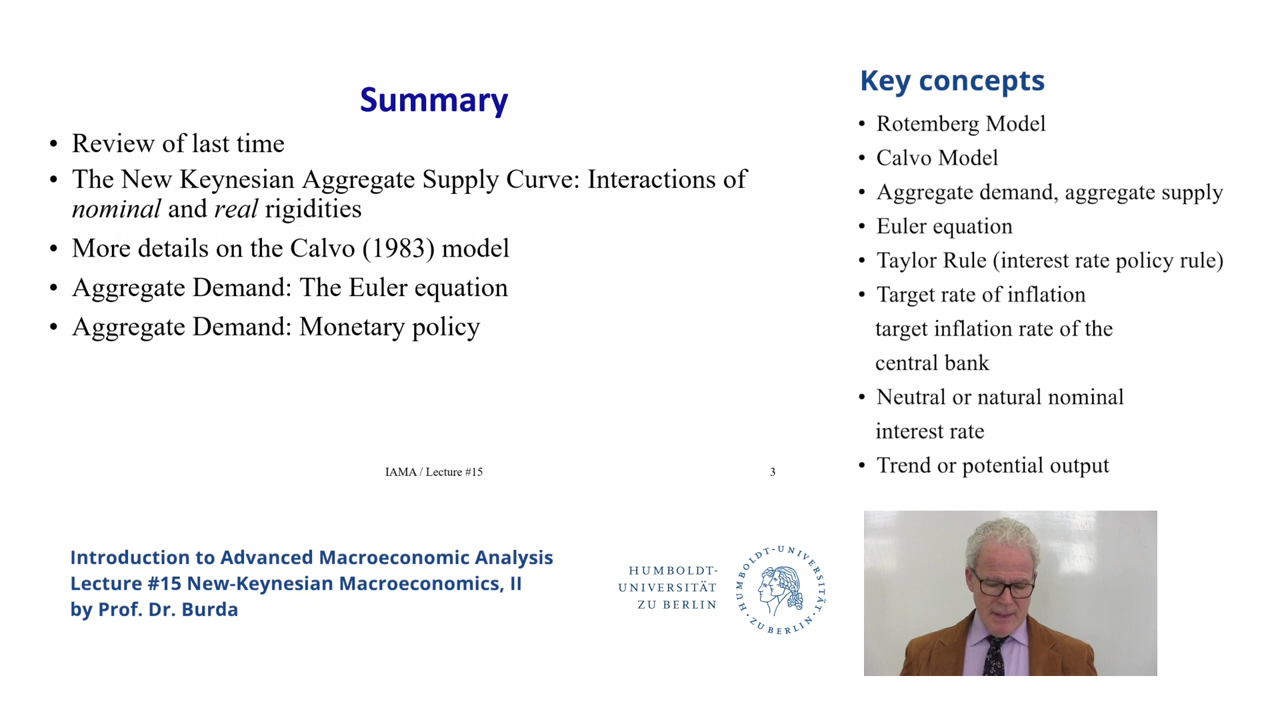 Summary
• Review of last time
• The New Keynesian Aggregate Supply Curve: Interactions of
nominal and real rigidities
• More details on the Calvo (1983) model
• Aggregate Demand: The Euler equation
• Aggregate Demand: Monetary policy
IAMA / Lecture #15
3
Key concepts
• Rotemberg Model
• Calvo Model
• Aggregate demand, aggregate supply
• Euler equation
• Taylor Rule (interest rate policy rule)
• Target rate of inflation
target inflation rate of the
central bank
• Neutral or natural nominal
interest rate
• Trend or potential output
Introduction to Advanced Macroeconomic Analysis
Lecture #15 New-Keynesian Macroeconomics, II
by Prof. Dr. Burda
HUMBOLDT-
UNIVERSITÄT
ZU BERLIN
HUMBOLDT-UNIVERSITÄT
ZU BERLIN